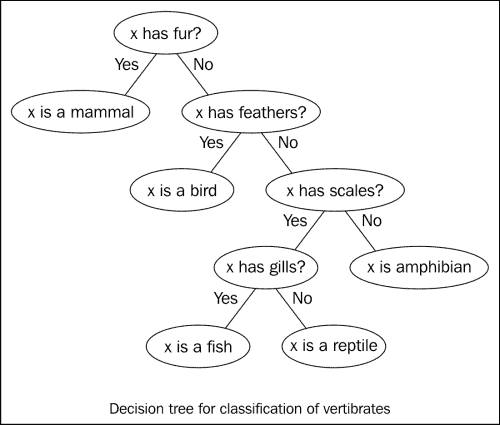 x has fur?
Yes No
x is a mammal x has feathers?
Yes No
x is a bird x has scales?
Yes No
x has gills? x is amphibian
Yes No
x is a fish x is a reptile
Decision tree for classification of vertibrates